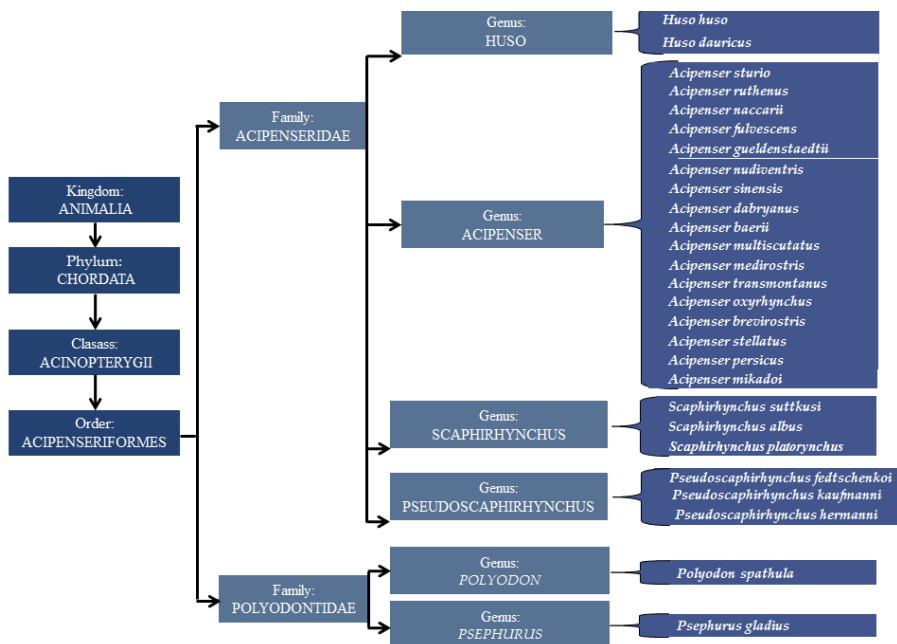 Kingdom:
ANIMALIA
Phylum:
CHORDATA
Clasass:
ACINOPTERYGII
Order:
ACIPENSERIFORMES
Family:
ACIPENSERIDAE
Genus:
HUSO
Huso huso
Huso dauricus
Genus:
ACIPENSER
Acipenser sturio
Acipenser ruthenus
Acipenser naccarii
Acipenser fulvescens
Acipenser gueldenstaedtii
Acipenser nudiventris
Acipenser sinensis
Acipenser dabryanus
Acipenser baerii
Acipenser multiscutatus
Acipenser medirostris
Acipenser transmontanus
Acipenser oxyrhynchus
Acipenser brevirostris
Acipenser stellatus
Acipenser persicus
Acipenser mikadoi
Genus:
SCAPHIRHYNCHUS
Scaphirhynchus suttkusi
Scaphirhynchus albus
Scaphirhynchus platorynchus
Genus:
PSEUDOSCAPHIRHYNCHUS
Pseudoscaphirhynchus fedtschenkoi
Pseudoscaphirhynchus kaufmanni
Pseudoscaphirhynchus hermanni
Family:
POLYODONTIDAE
Genus:
POLYODON
Polyodon spathula
Genus:
PSEPHURUS
Psephurus gladius